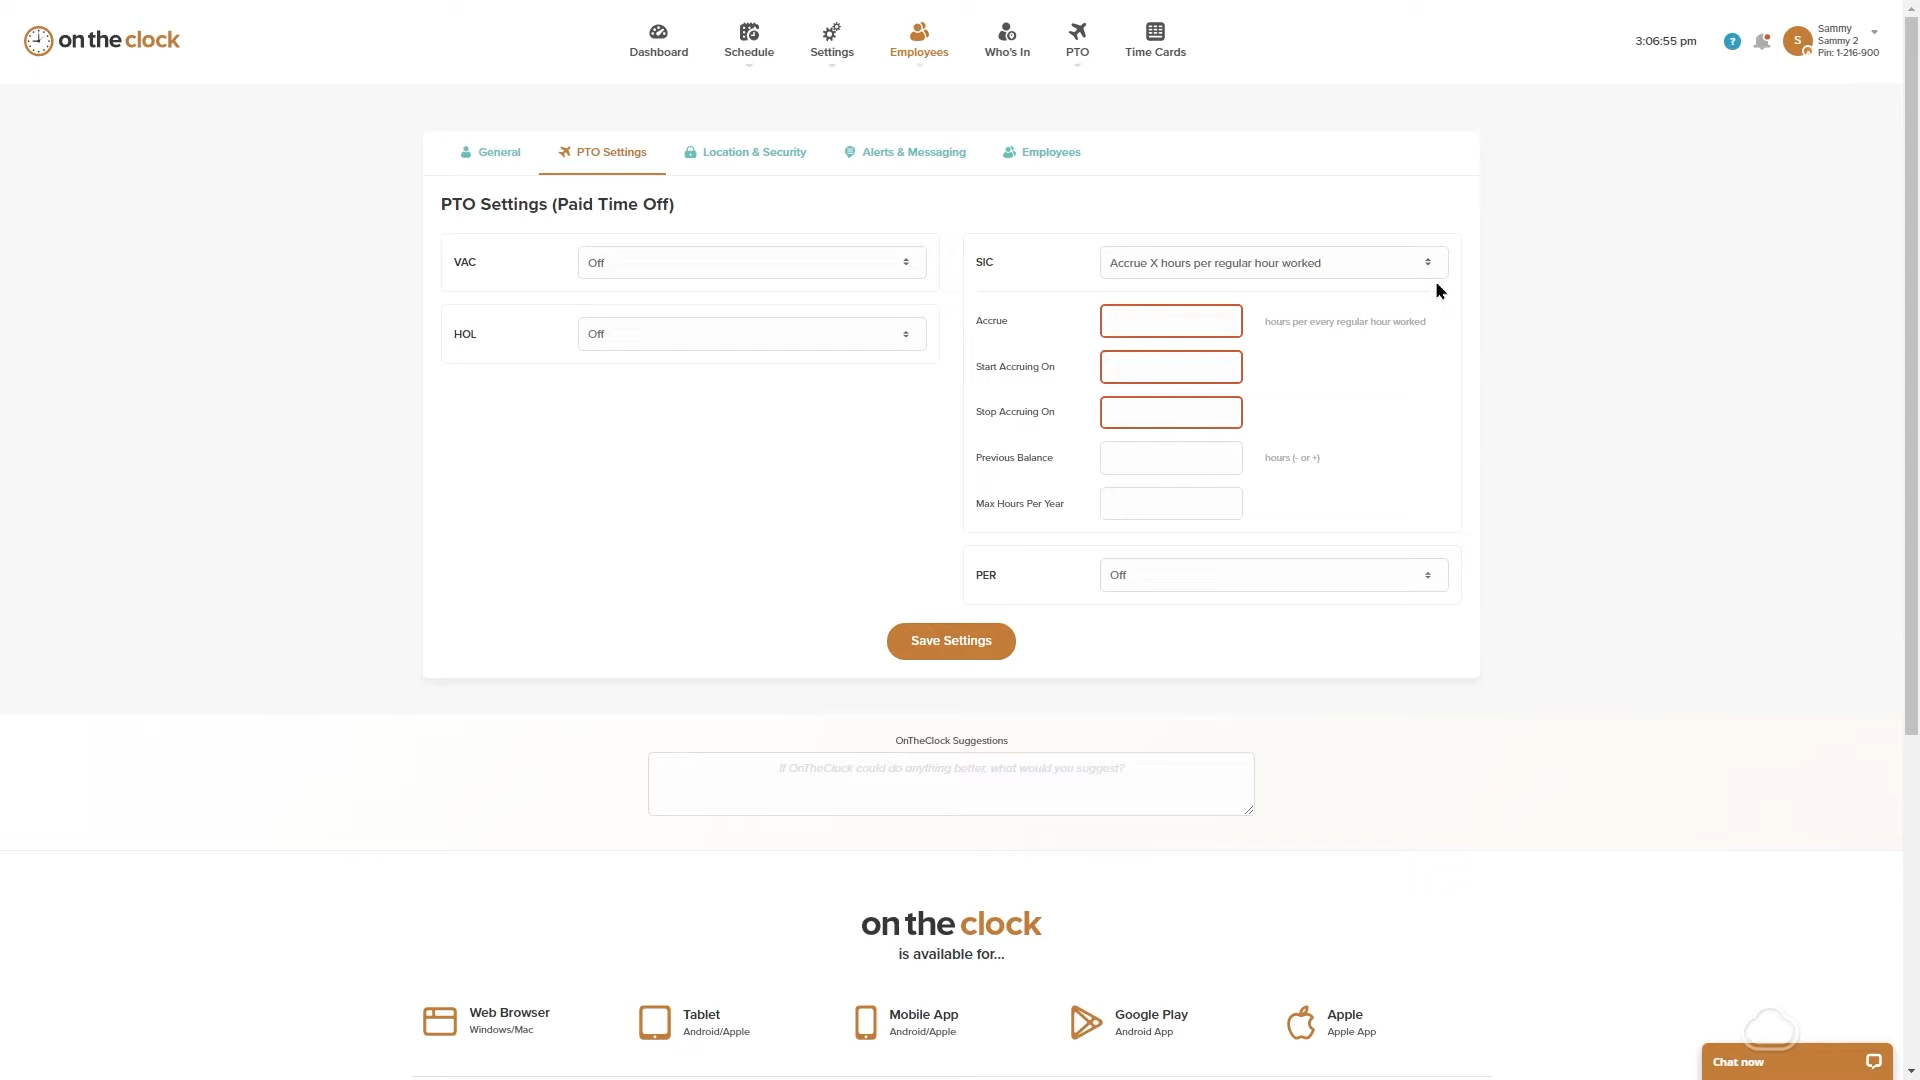 on the clock
Dashboard
Schedule
Settings
Employees
Who's In
PTO
Time Cards
3:06:55 pm
?
S
Sammy
Sammy 2
Pin: 1-216-900
General
PTO Settings
Location & Security
Alerts & Messaging
Employees
PTO Settings (Paid Time Off)
VAC
Off
SIC
Accrue X hours per regular hour worked
HOL
Off
Accrue
hours per every regular hour worked
Start Accruing On
Stop Accruing On
Previous Balance
hours (- or +)
Max Hours Per Year
PER
Off
Save Settings
OnTheClock Suggestions
If OnTheClock could do anything better, what would you suggest?
on the clock
is available for...
Web Browser
Windows/Mac
Tablet
Android/Apple
Mobile App
Android/Apple
Google Play
Android App
Apple
Apple App
Chat now